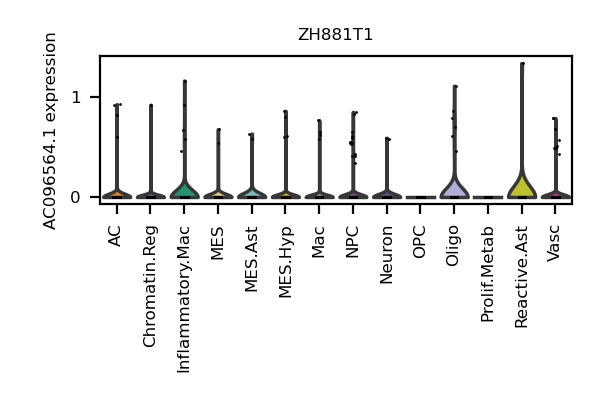 ZH881T1
AC096564.1 expression
1
0
AC
Chromatin.Reg
Inflammatory.Mac
MES
MES.Ast
MES.Hyp
Mac
NPC
Neuron
OPC
Oligo
Prolif.Metab
Reactive.Ast
Vasc